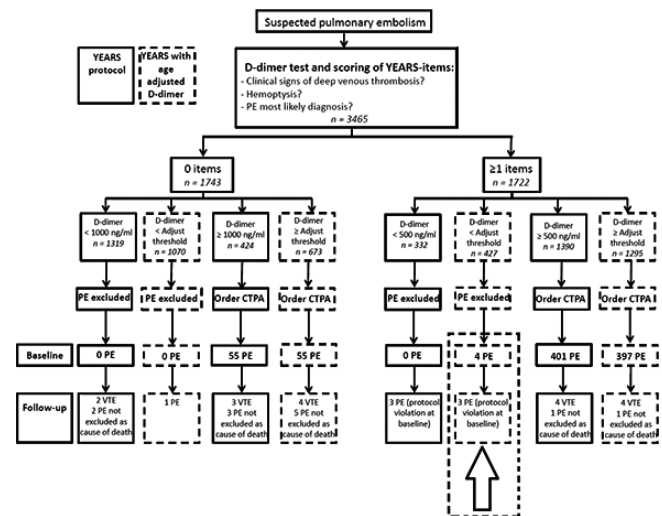 Suspected pulmonary embolism
YEARS
protocol
YEARS with
age
adjusted
D-dimer
D-dimer test and scoring of YEARS-items:
- Clinical signs of deep venous thrombosis?
- Hemoptysis?
- PE most likely diagnosis?
n = 3465
0 items
n = 1743
≥1 items
n = 1722
D-dimer
< 1000 ng/ml
n = 1319
D-dimer
< Adjust
threshold
n = 1070
D-dimer
≥ 1000 ng/ml
n = 424
D-dimer
≥ Adjust
threshold
n = 673
D-dimer
< 500 ng/ml
n = 332
D-dimer
< Adjust
threshold
n = 427
D-dimer
≥ 500 ng/ml
n = 1390
D-dimer
≥ Adjust
threshold
n = 1295
PE excluded
PE excluded
Order CTPA
Order CTPA
PE excluded
PE excluded
Order CTPA
Order CTPA
Baseline
0 PE
0 PE
55 PE
55 PE
0 PE
4 PE
401 PE
397 PE
Follow-up
2 VTE
2 PE not
excluded as
cause of death
1 PE
3 VTE
3 PE not
excluded as
cause of death
4 VTE
5 PE not
excluded as
cause of death
3 PE (protocol
violation at
baseline)
3 PE (protocol
violation at
baseline)
4 VTE
1 PE not
excluded as
cause of death
4 VTE
1 PE not
excluded as
cause of death